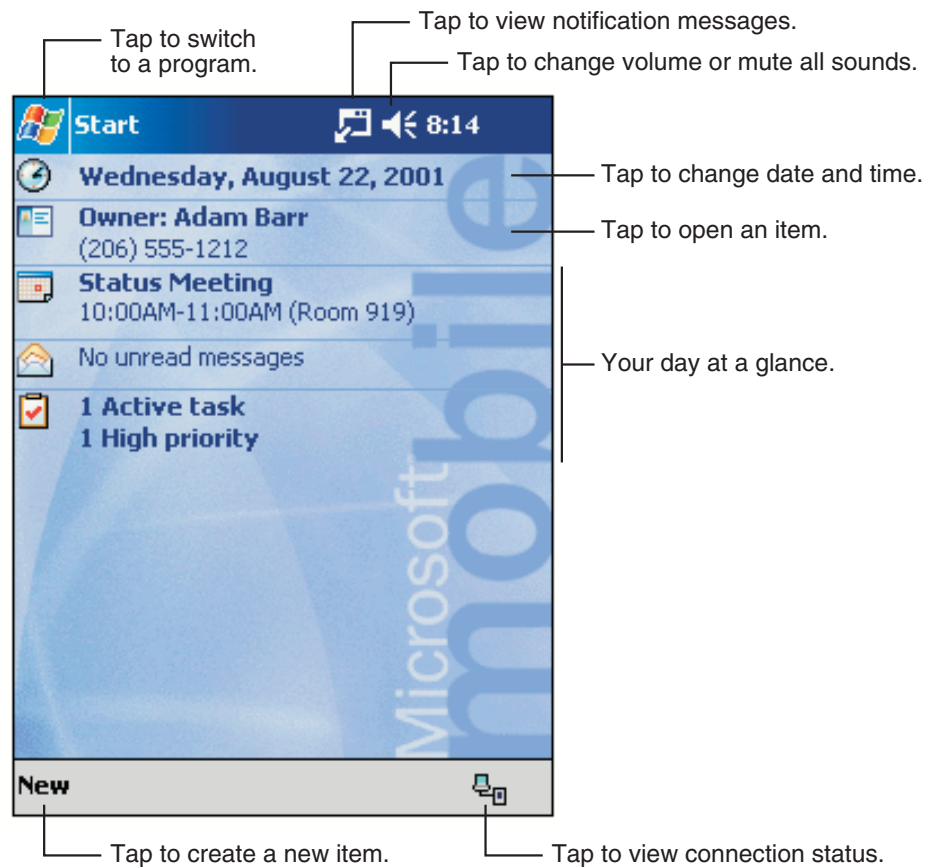 Tap to view notification messages.
Tap to switch
to a program.
Tap to change volume or mute all sounds.
Start
8:14
Wednesday, August 22, 2001
Tap to change date and time.
Owner: Adam Barr
(206) 555-1212
Tap to open an item.
Status Meeting
10:00AM-11:00AM (Room 919)
No unread messages
Your day at a glance.
1 Active task
1 High priority
Microsoft
mobile
New
Tap to create a new item.
Tap to view connection status.